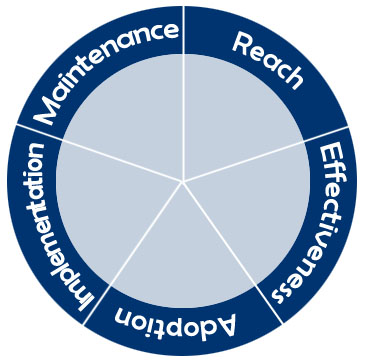 Reach
Effectiveness
Adoption
Implementation
Maintenance